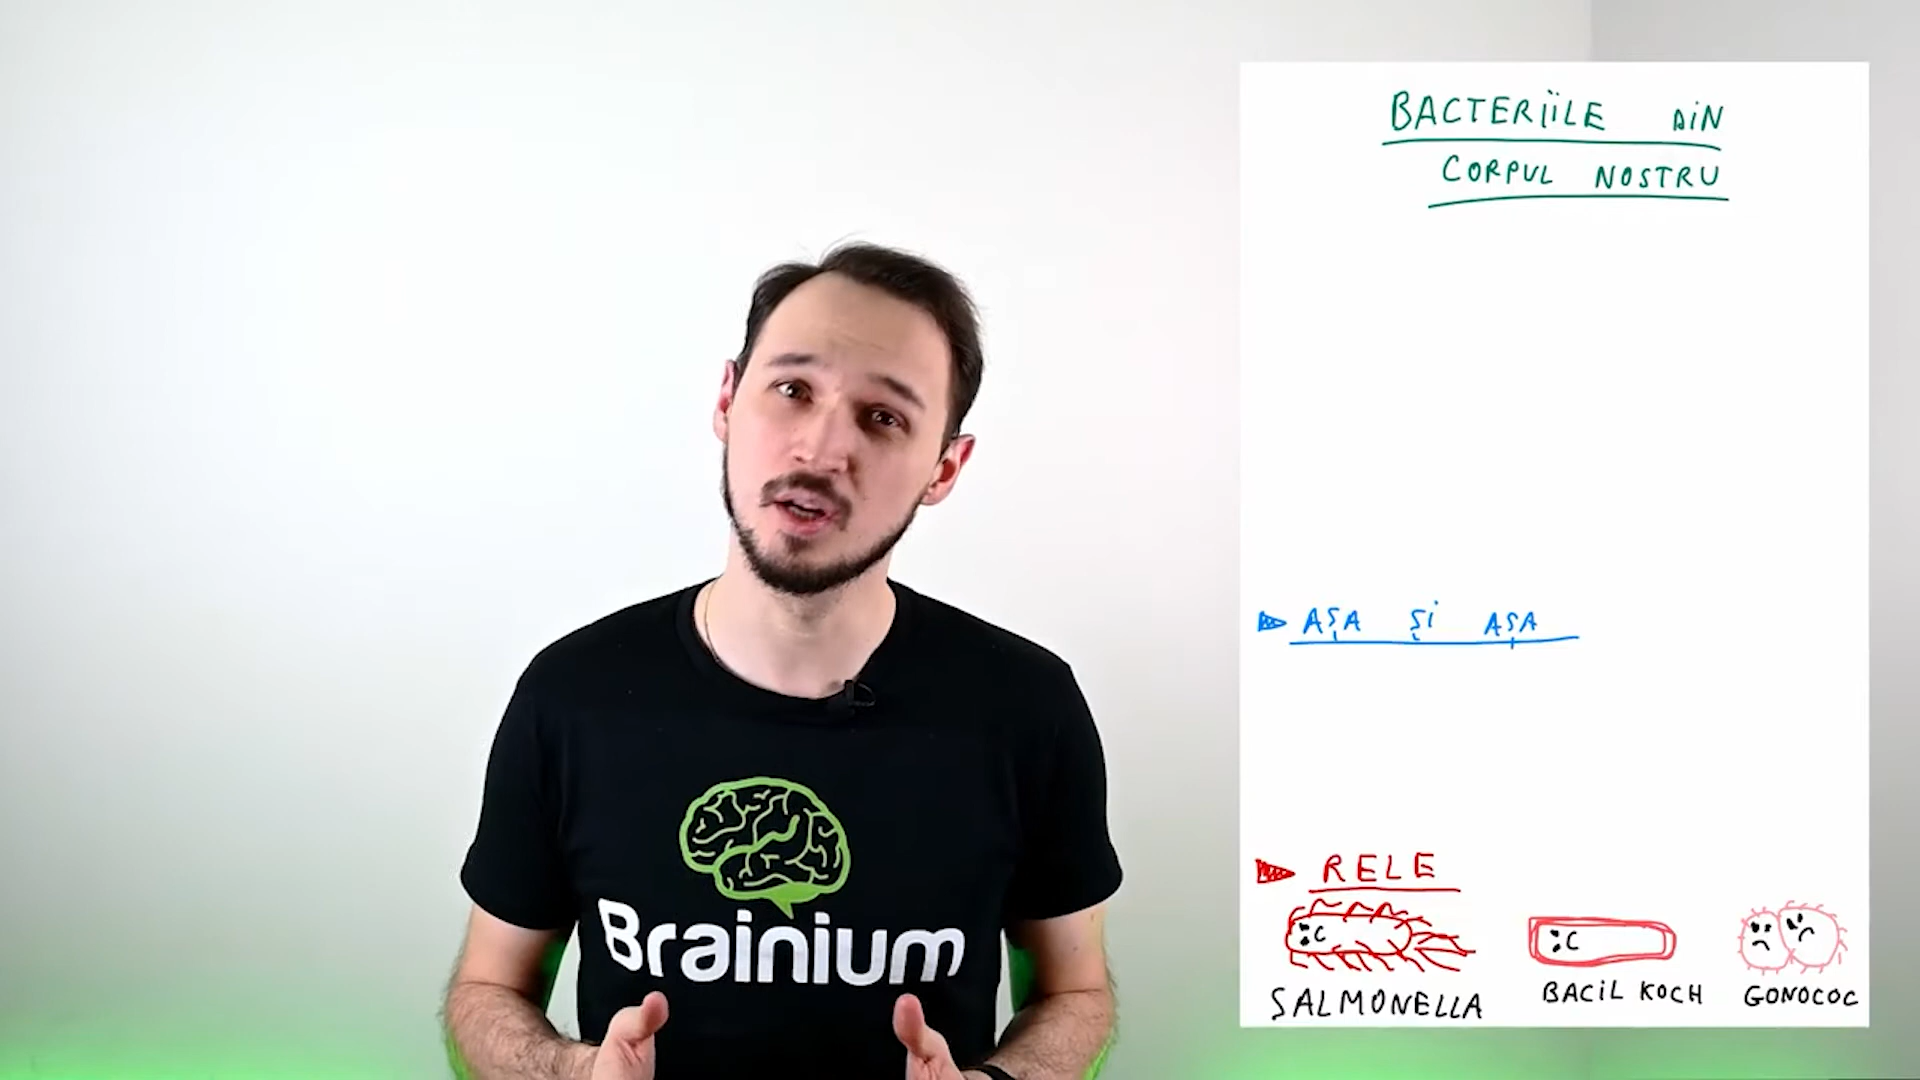 BACTERIILE DIN
CORPUL NOSTRU
AȘA ȘI AȘA
RELE
SALMONELLA
BACIL KOCH
GONOCOC
Brainium